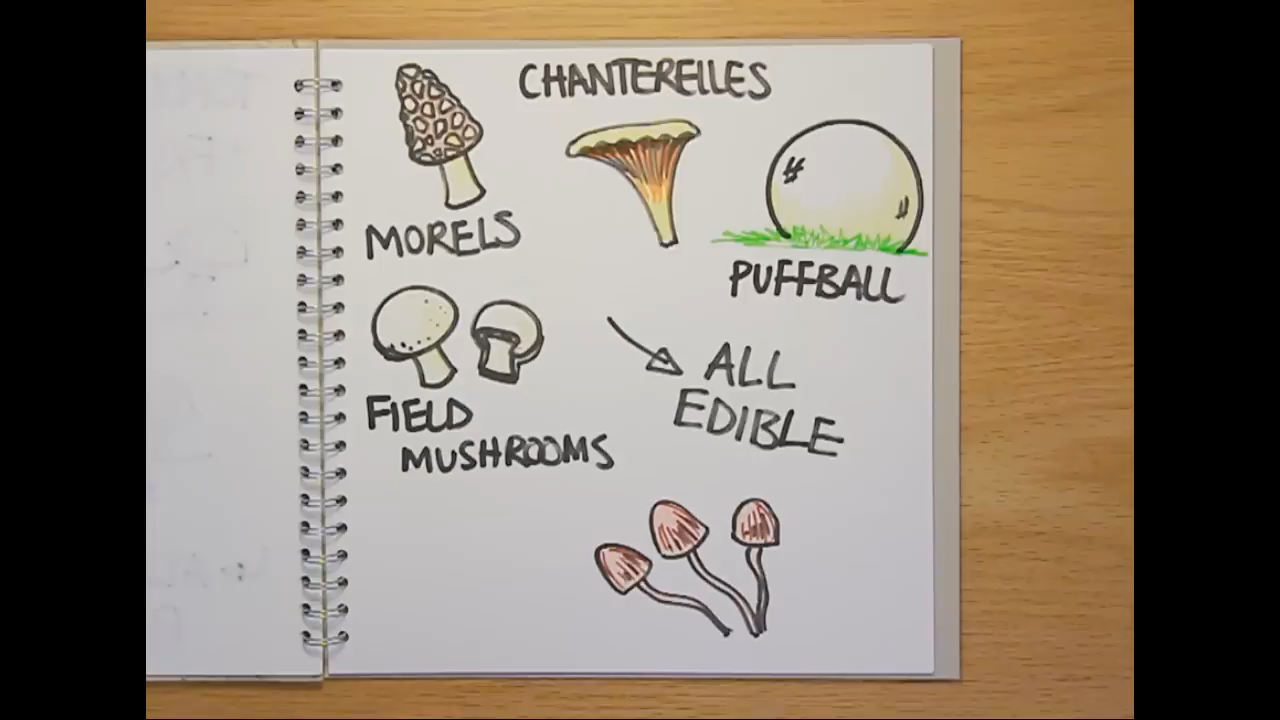 CHANTERELLES
MORELS
PUFFBALL
FIELD
MUSHROOMS
ALL
EDIBLE